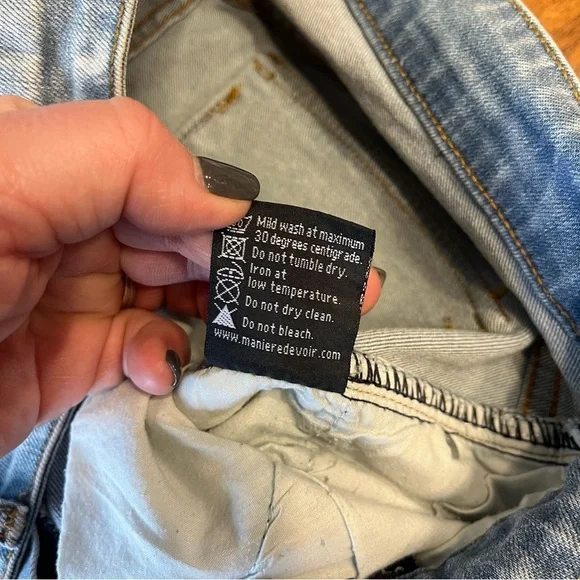 Mild wash at maximum
30 degrees centigrade.
Do not tumble dry.
Iron at
low temperature.
Do not dry clean.
Do not bleach.
www.manieredevoir.com